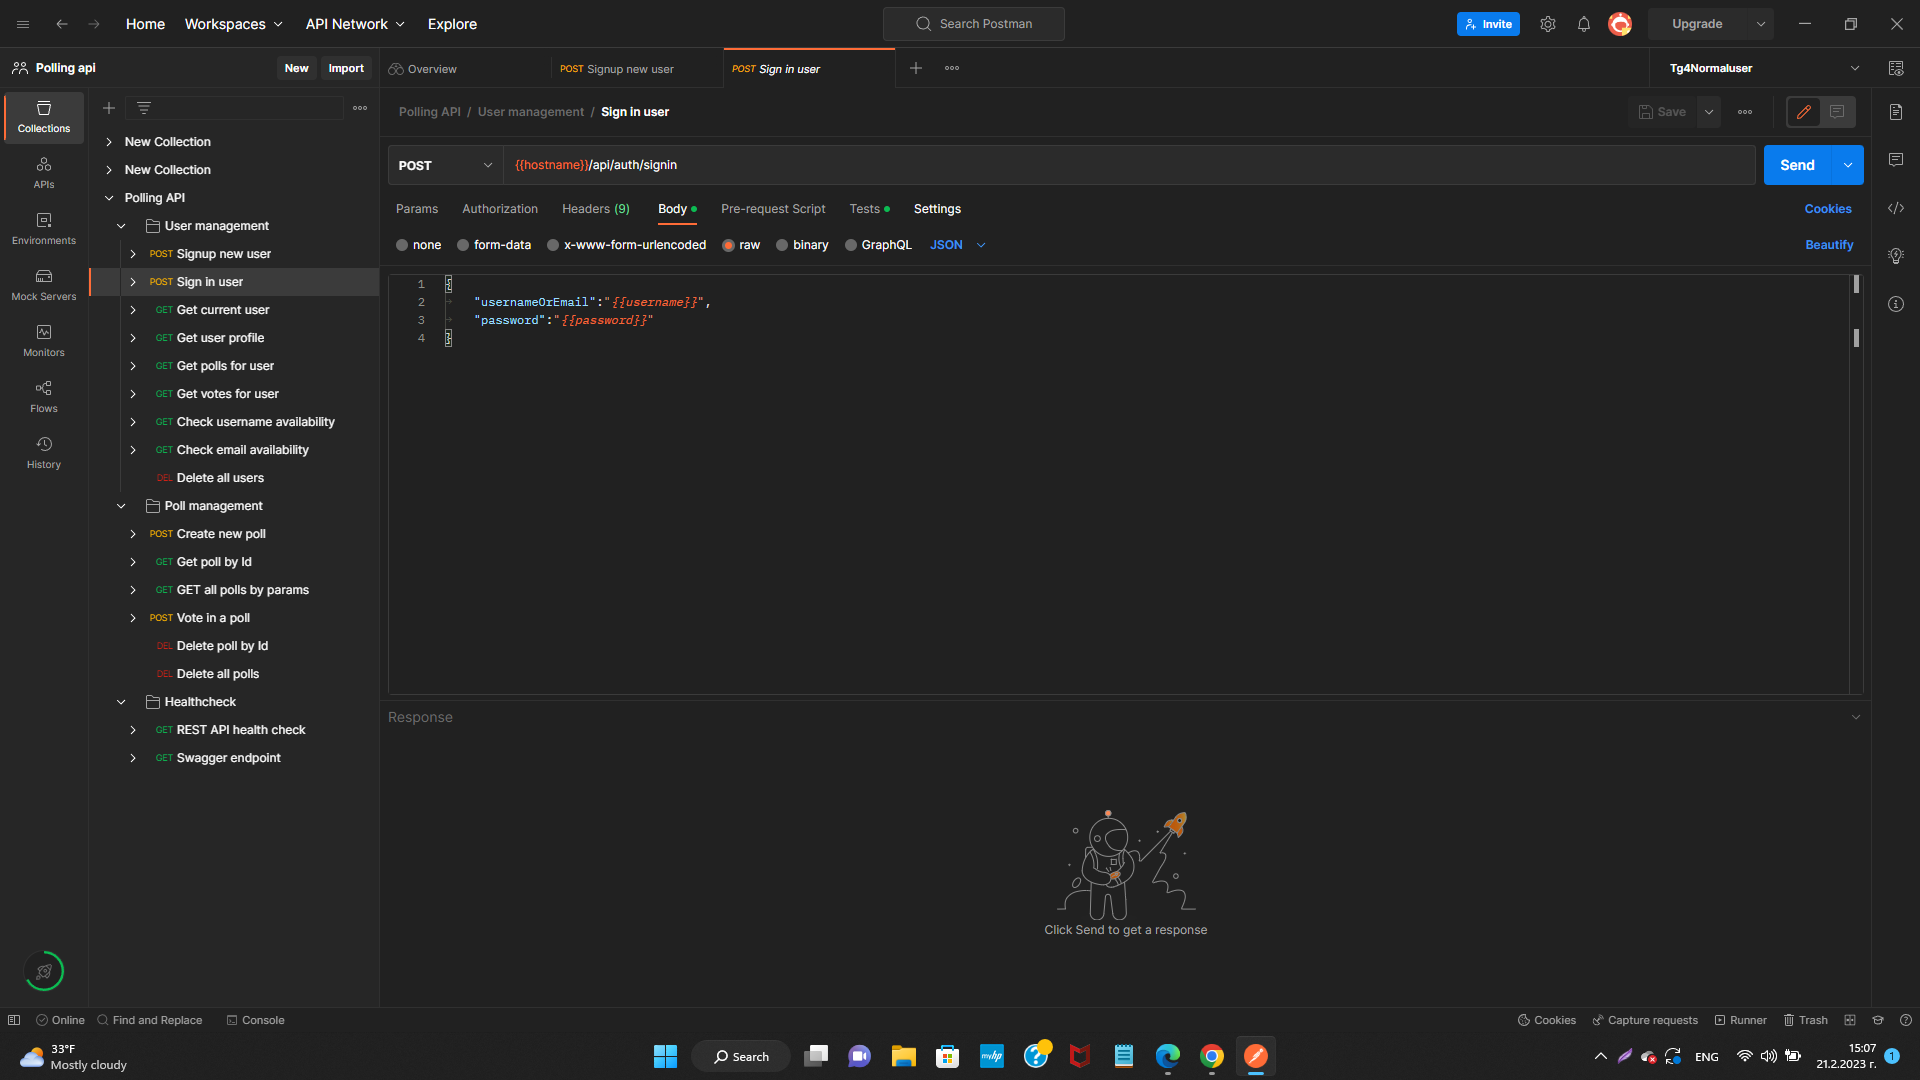 Home
Workspaces
API Network
Explore
Search Postman
Invite
Upgrade
Polling api
New
Import
Overview
POST Signup new user
POST Sign in user
Tg4Normaluser
Collections
APIs
Environments
Mock Servers
Monitors
Flows
History
New Collection
New Collection
Polling API
User management
POST Signup new user
POST Sign in user
GET Get current user
GET Get user profile
GET Get polls for user
GET Get votes for user
GET Check username availability
GET Check email availability
DEL Delete all users
Poll management
POST Create new poll
GET Get poll by Id
GET GET all polls by params
POST Vote in a poll
DEL Delete poll by Id
DEL Delete all polls
Healthcheck
GET REST API health check
GET Swagger endpoint
Polling API / User management / Sign in user
Save
POST
{{hostname}}/api/auth/signin
Send
Params
Authorization
Headers (9)
Body
Pre-request Script
Tests
Settings
Cookies
none
form-data
x-www-form-urlencoded
raw
binary
GraphQL
JSON
Beautify
1 {
2 "usernameOrEmail":"{{username}}",
3 "password":"{{password}}"
4 }
Response
Click Send to get a response
Online
Find and Replace
Console
Cookies
Capture requests
Runner
Trash
33°F
Mostly cloudy
Search
myhp
ENG
15:07
21.2.2023 г.
1